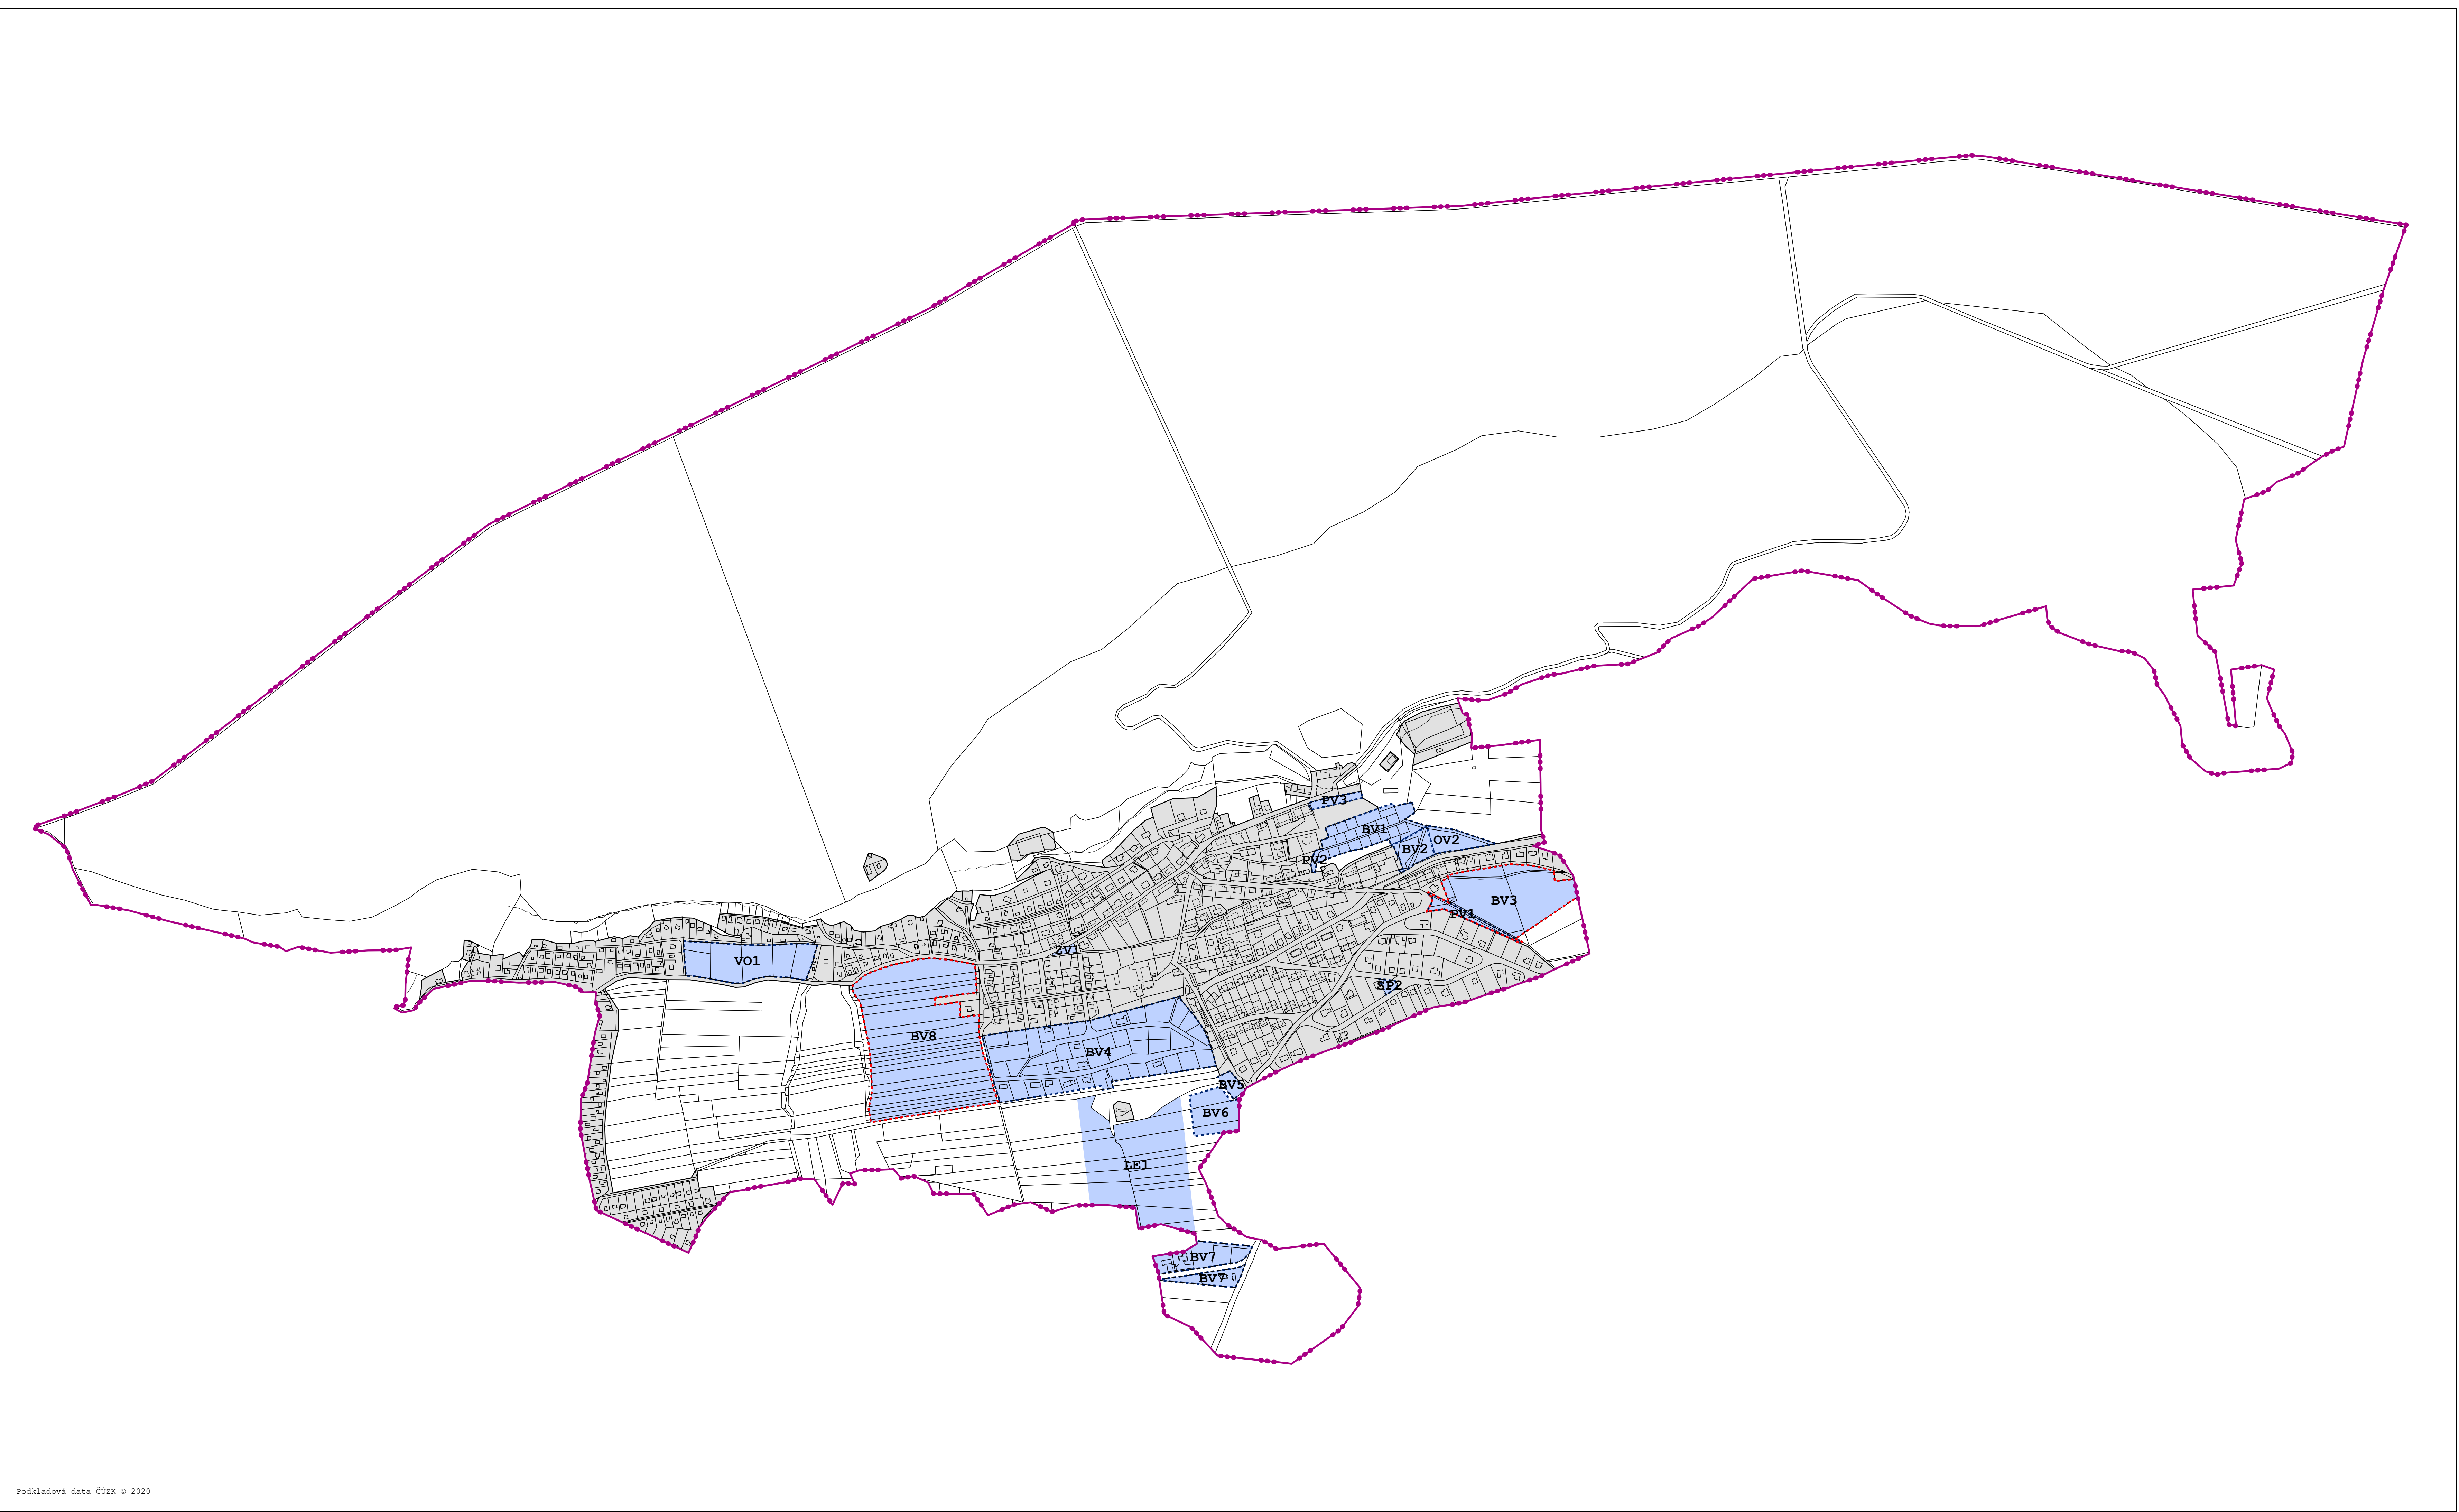 PV3
BV1
OV2
BV2
PV2
BV3
PV1
ZV1
VO1
SP2
BV8
BV4
BV5
BV6
LE1
BV7
BV7
Podkladová data ČÚZK © 2020